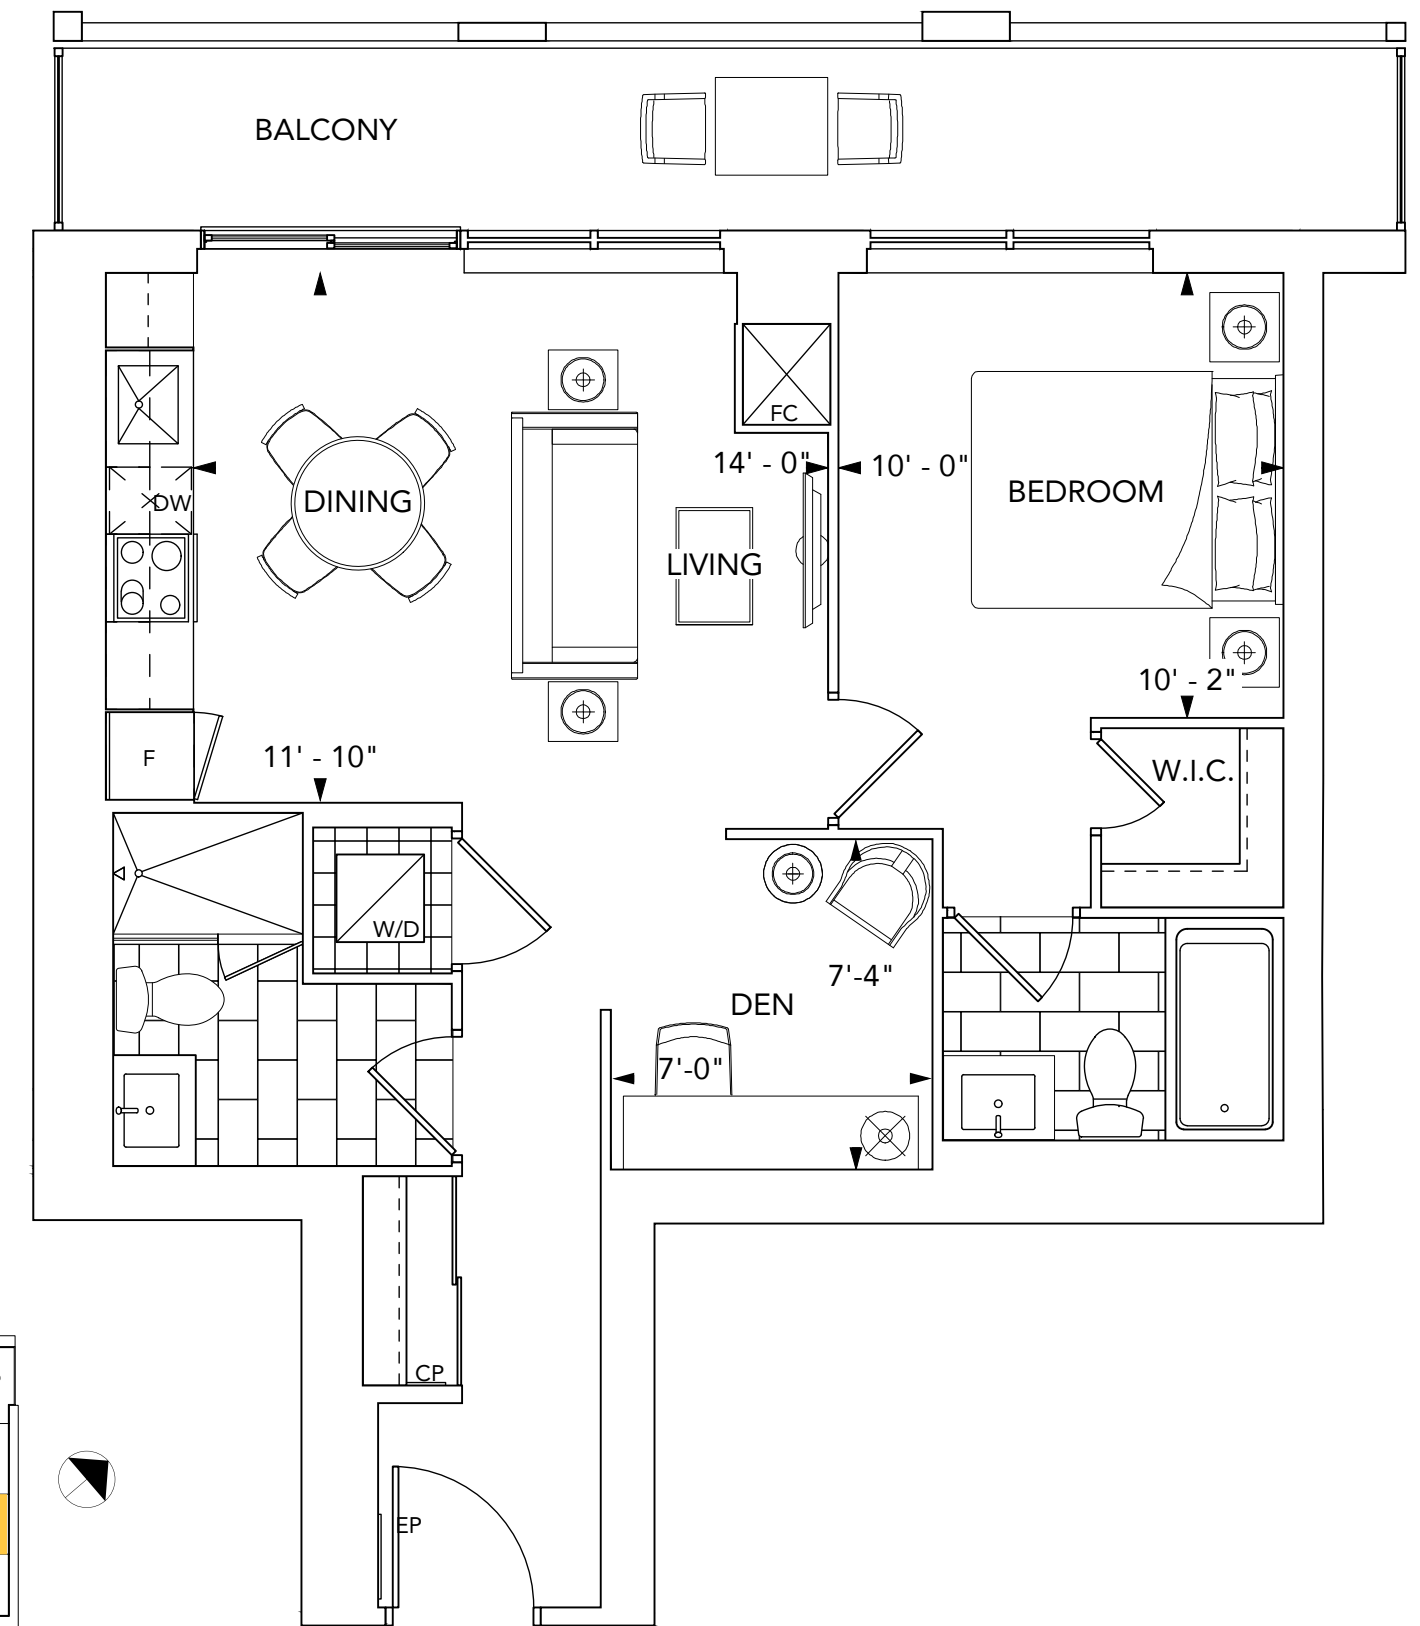 BALCONY
FC
14' - 0"
10' - 0"
DINING
BEDROOM
DW
LIVING
10' - 2"
F
11' - 10"
W.I.C.
W/D
7'-4"
DEN
7'-0"
CP
EP